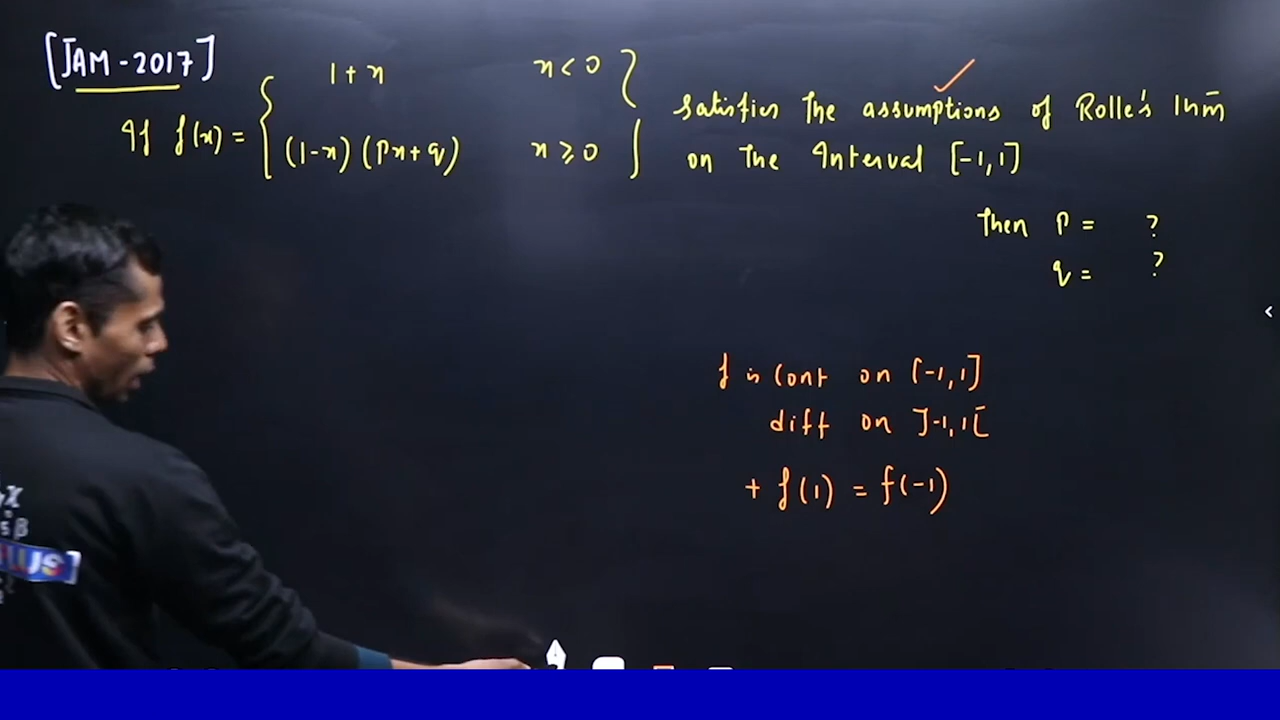 [JAM-2017]
If f(x) = { 1+x x<0
(1-x)(Px+q) x≥0 }
satisfies the assumptions of Rolle's Thm
on the Interval [-1,1]
Then P = ?
q = ?
f is Cont on [-1,1]
diff on ]-1,1[
+ f(1) = f(-1)